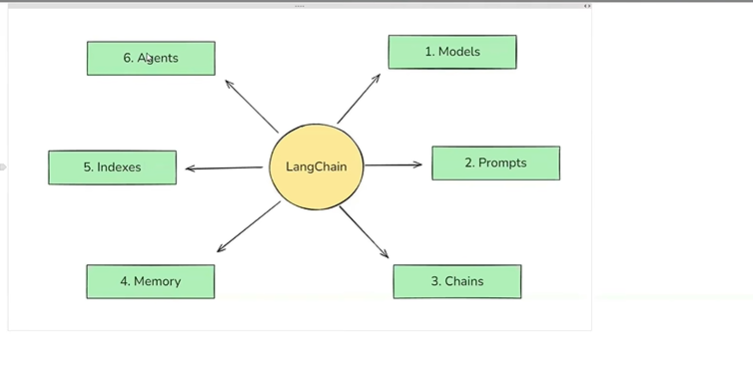 6. Agents
1. Models
LangChain
5. Indexes
2. Prompts
4. Memory
3. Chains